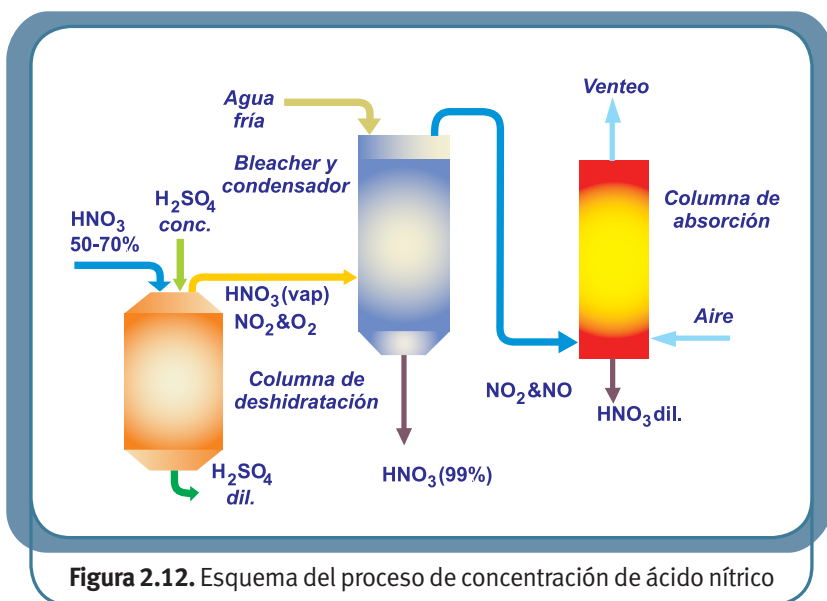 Agua
fría
Bleacher y
condensador
H₂SO₄
conc.
HNO₃
50-70%
HNO₃(vap)
NO₂&O₂
Columna de
deshidratación
H₂SO₄
dil.
HNO₃(99%)
Venteo
Columna de
absorción
Aire
NO₂&NO
HNO₃dil.
Figura 2.12. Esquema del proceso de concentración de ácido nítrico